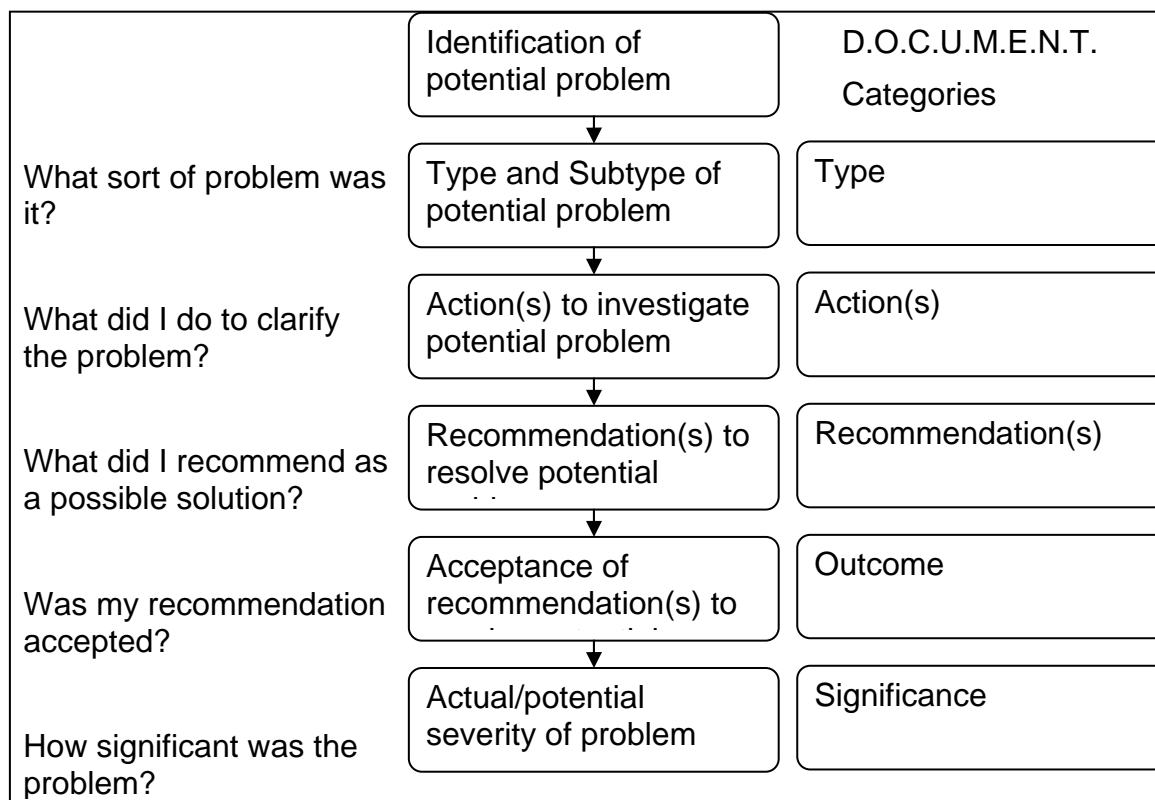 Identification of
potential problem
D.O.C.U.M.E.N.T.
Categories
What sort of problem was
it?
Type and Subtype of
potential problem
Type
What did I do to clarify
the problem?
Action(s) to investigate
potential problem
Action(s)
What did I recommend as
a possible solution?
Recommendation(s) to
resolve potential
Recommendation(s)
Was my recommendation
accepted?
Acceptance of
recommendation(s) to
Outcome
How significant was the
problem?
Actual/potential
severity of problem
Significance